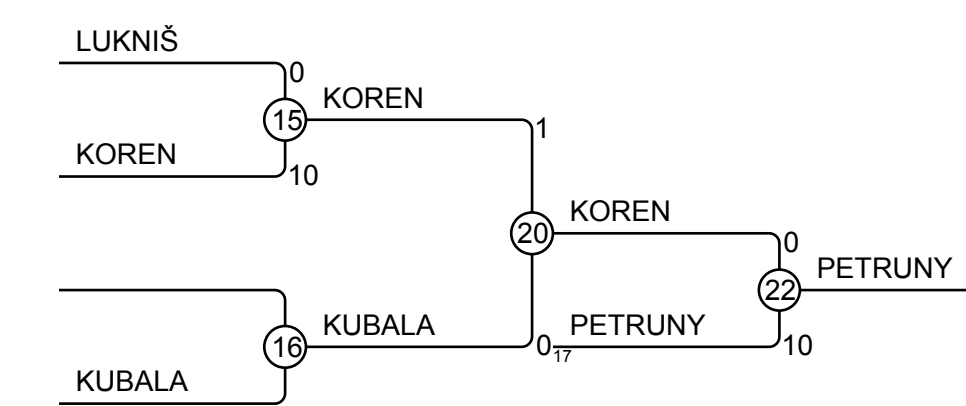 LUKNIŠ
0
KOREN
15
KOREN
10
1
KOREN
20
0
PETRUNY
22
KUBALA
0
17
PETRUNY
10
16
KUBALA